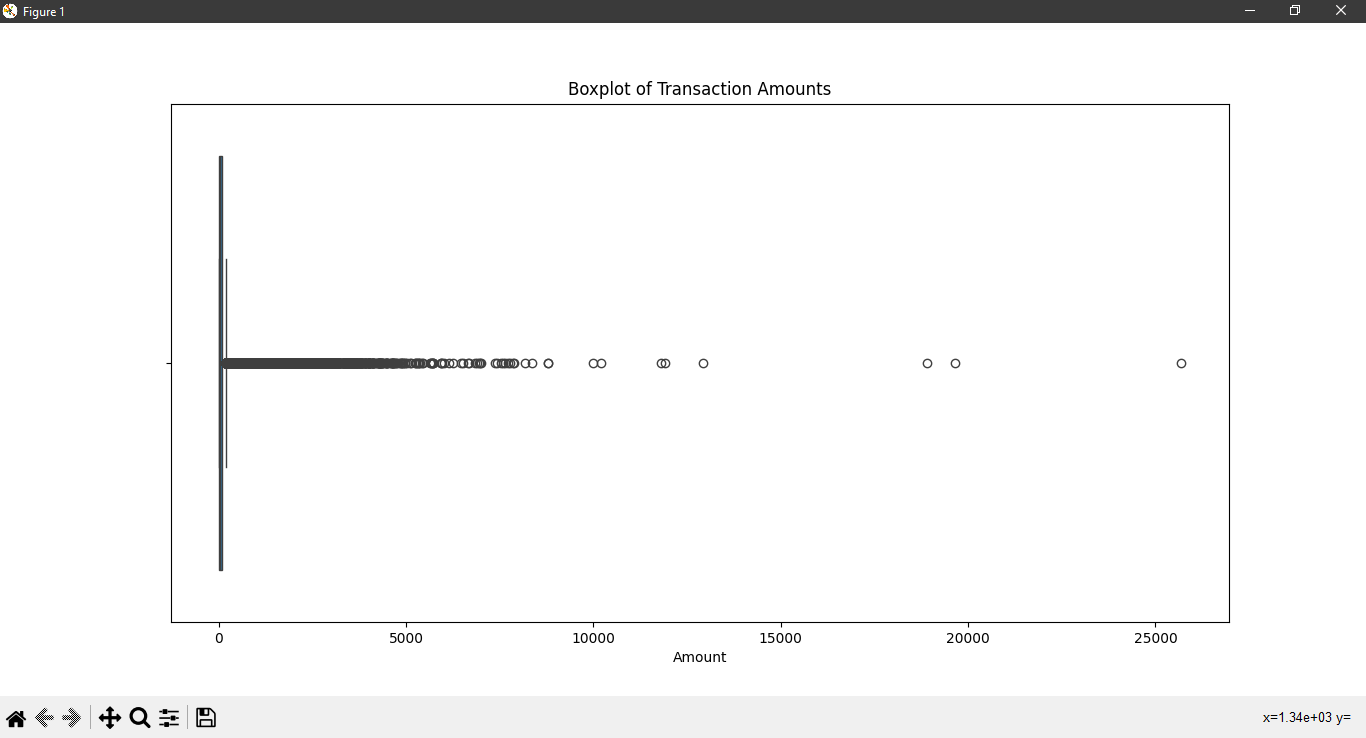 Figure 1
Boxplot of Transaction Amounts
0 5000 10000 15000 20000 25000
Amount
x=1.34e+03 y=